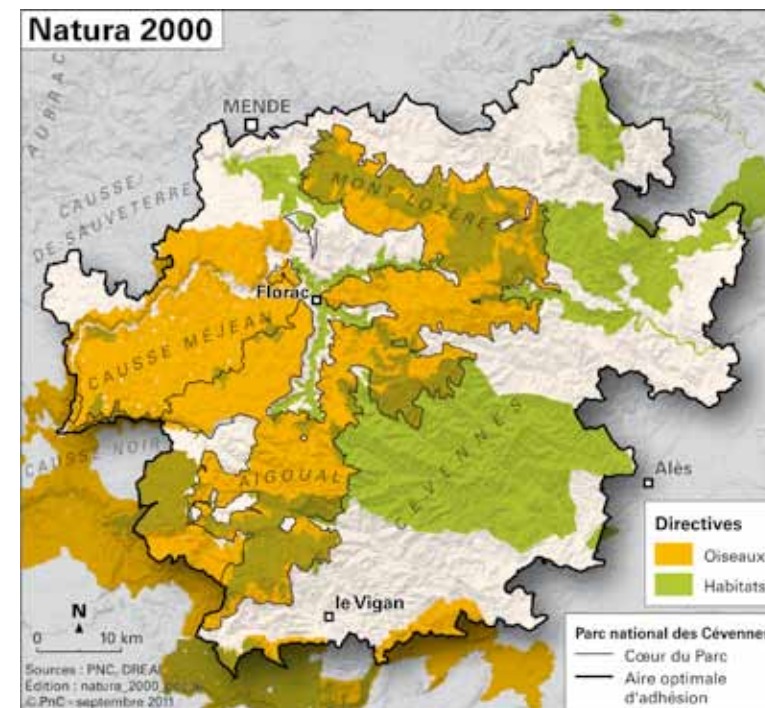 Natura 2000
MENDE
AUBRAC
CAUSSE
DE SAUVETERRE
MONT LOZÈRE
Florac
CAUSSE MÉJEAN
CÉVENNES
CAUSSE NOIR
AIGOUAL
Alès
le Vigan
N
0 10 km
Sources : PNC, DREAL
Édition : natura_2000
© PnC - septembre 2011
Directives
Oiseaux
Habitats
Parc national des Cévennes
Cœur du Parc
Aire optimale
d'adhésion